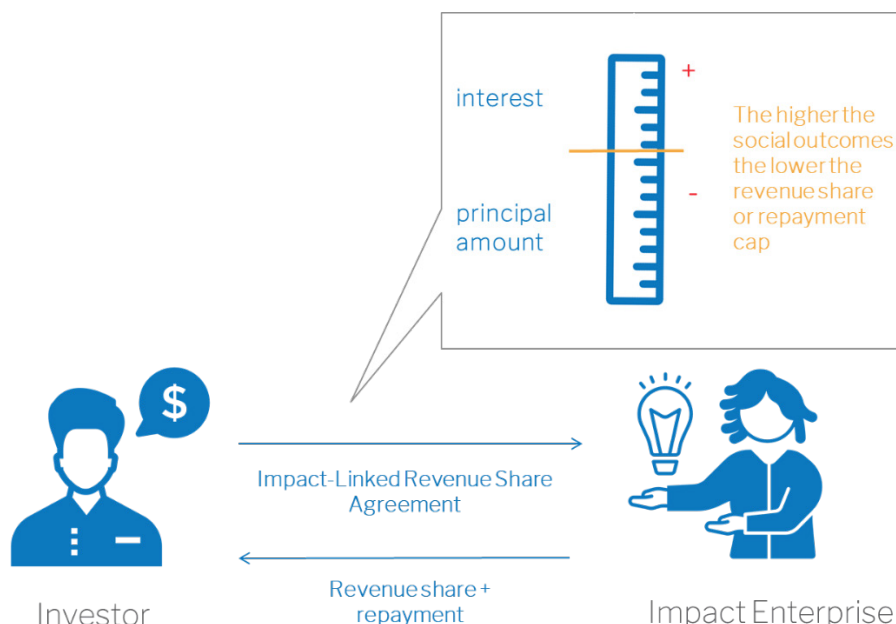 interest
principal
amount
+
-
The higher the
social outcomes
the lower the
revenue share
or repayment
cap
$
Impact-Linked Revenue Share
Agreement
Revenue share +
repayment
Investor
Impact Enterprise